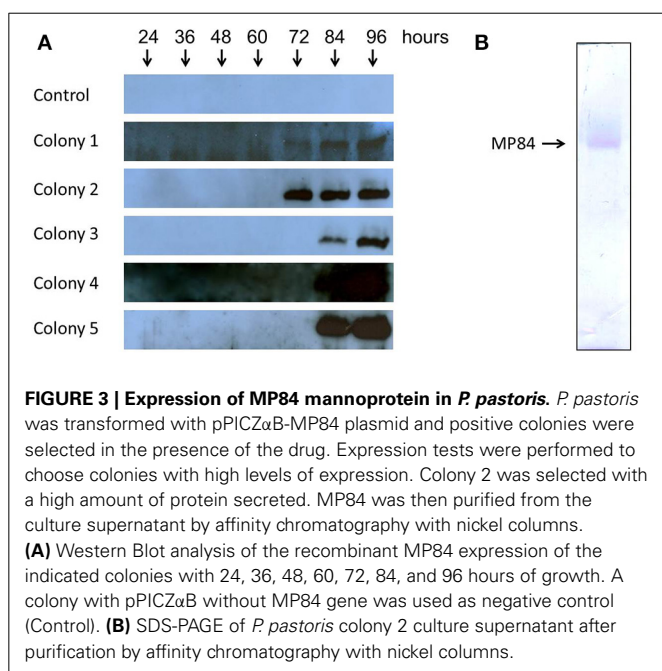 A
24 36 48 60 72 84 96 hours
Control
Colony 1
Colony 2
Colony 3
Colony 4
Colony 5
B
MP84
FIGURE 3 | Expression of MP84 mannoprotein in P. pastoris. P. pastoris
was transformed with pPICZαB-MP84 plasmid and positive colonies were
selected in the presence of the drug. Expression tests were performed to
choose colonies with high levels of expression. Colony 2 was selected with
a high amount of protein secreted. MP84 was then purified from the
culture supernatant by affinity chromatography with nickel columns.
(A) Western Blot analysis of the recombinant MP84 expression of the
indicated colonies with 24, 36, 48, 60, 72, 84, and 96 hours of growth. A
colony with pPICZαB without MP84 gene was used as negative control
(Control). (B) SDS-PAGE of P. pastoris colony 2 culture supernatant after
purification by affinity chromatography with nickel columns.